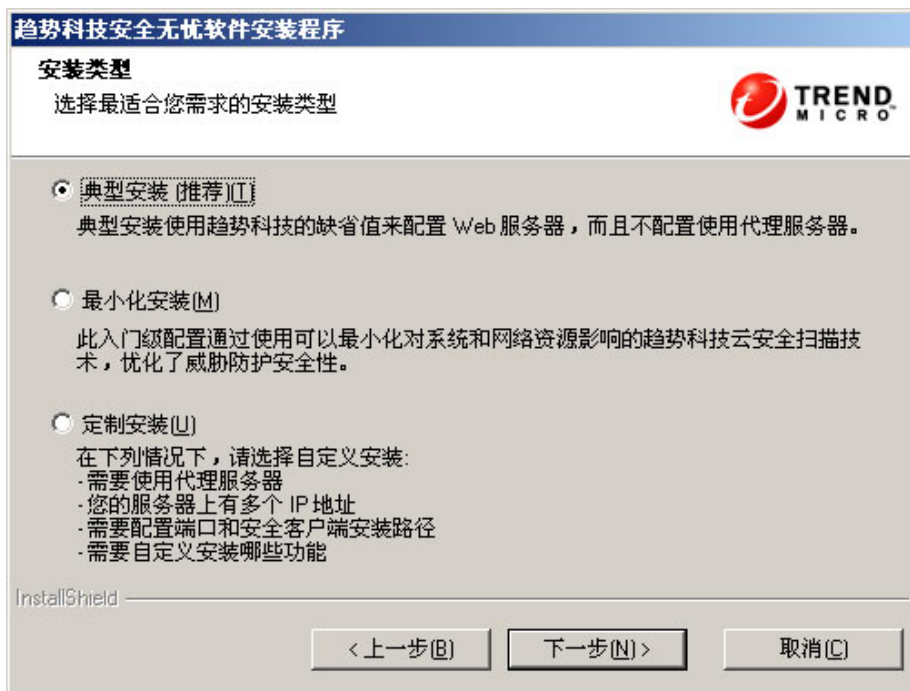 趋势科技安全无忧软件安装程序
安装类型
选择最适合您需求的安装类型
TREND
MICRO
典型安装 (推荐)(T)
典型安装使用趋势科技的缺省值来配置 Web 服务器，而且不配置使用代理服务器。
最小化安装(M)
此入门级配置通过使用可以最小化对系统和网络资源影响的趋势科技云安全扫描技
术，优化了威胁防护安全性。
定制安装(U)
在下列情况下，请选择自定义安装:
-需要使用代理服务器
-您的服务器上有多个 IP 地址
-需要配置端口和安全客户端安装路径
-需要自定义安装哪些功能
InstallShield
<上一步(B)
下一步(N)>
取消(C)